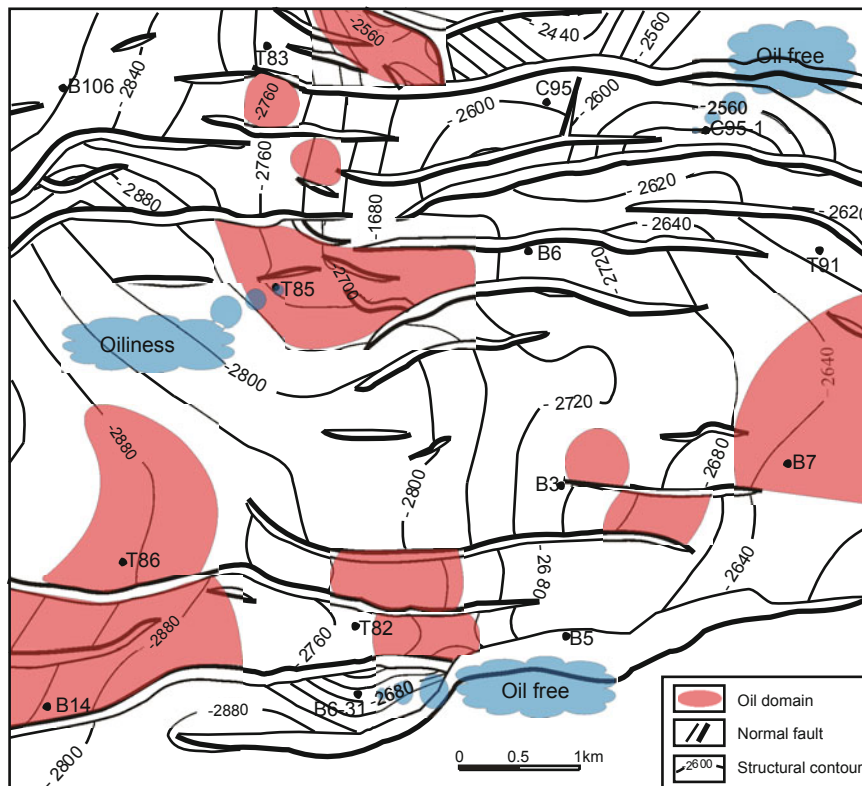 -2560
-2440
-2560
T83
Oil free
-2840
B106
-2760
C95
-2600
-2600
-2560
C95-1
-2760
-2880
-2620
-1680
-2620
-2640
B6
-2720
T91
T85
-2700
Oiliness
-2800
-2640
-2720
-2880
-2680
B7
-2800
B3
T86
-2680
-2640
-2880
T82
-2760
B5
B14
B6-31
-2680
Oil free
-2880
-2800
0 0.5 1km
Oil domain
Normal fault
-2600
Structural contour